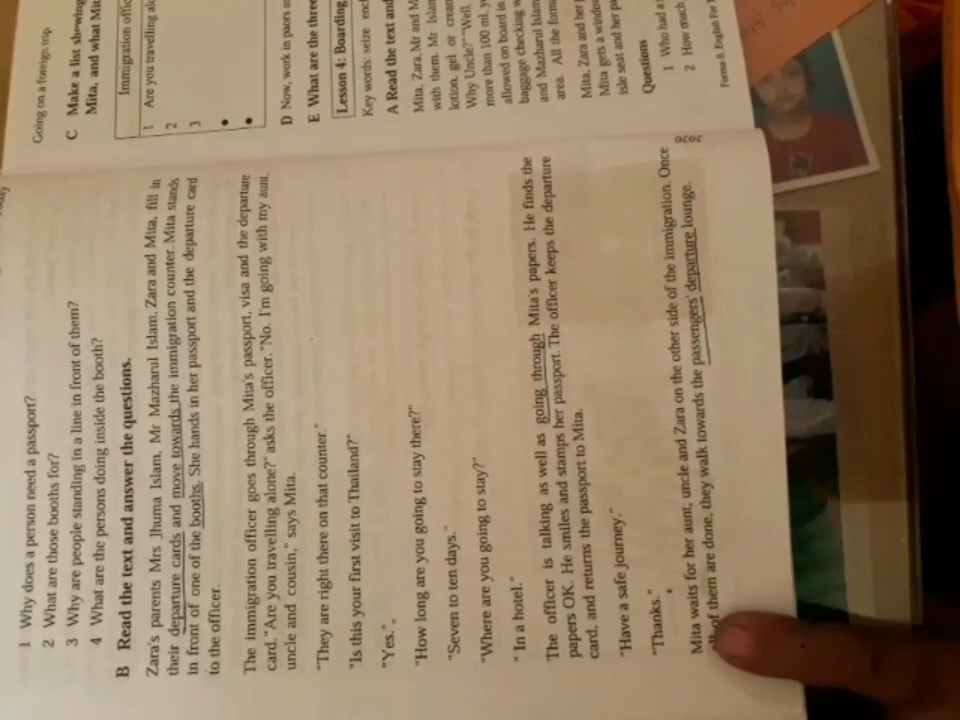 1 Why does a person need a passport?
2 What are those booths for?
3 Why are people standing in a line in front of them?
4 What are the persons doing inside the booth?
B Read the text and answer the questions.
Zara's parents Mrs Jhuma Islam, Mr Mazharul Islam, Zara and Mita, fill in
their departure cards and move towards the immigration counter. Mita stands
in front of one of the booths. She hands in her passport and the departure card
to the officer.
The immigration officer goes through Mita's passport, visa and the departure
card. "Are you travelling alone?" asks the officer. "No. I'm going with my aunt,
uncle and cousin," says Mita.
"They are right there on that counter."
"Is this your first visit to Thailand?"
"Yes."
"How long are you going to stay there?"
"Seven to ten days."
"Where are you going to stay?"
" In a hotel."
The officer is talking as well as going through Mita's papers. He finds the
papers OK. He smiles and stamps her passport. The officer keeps the departure
card, and returns the passport to Mita.
"Have a safe journey."
"Thanks."
Mita waits for her aunt, uncle and Zara on the other side of the immigration. Once
of them are done, they walk towards the passengers' departure lounge.
2020
Going on a foreign trip
C Make a list showing
Mita, and what Mit
Immigration offic
1 Are you travelling al
2
3
•
•
D Now, work in pairs
E What are the three
Lesson 4: Boarding
Key words: seize
A Read the text and
Mita, Zara, Mr and M
with them. Mr Islam
lotion, gel or cream
Why Uncle?" "Well,
more than 100 ml, y
allowed on board in
baggage checking
and Mazharul Islam
area. All the forma
Mita, Zara and her
Mita gets a window
isle seat and her
Questions
1 Who had a
2 How much
Forma-9, English For T